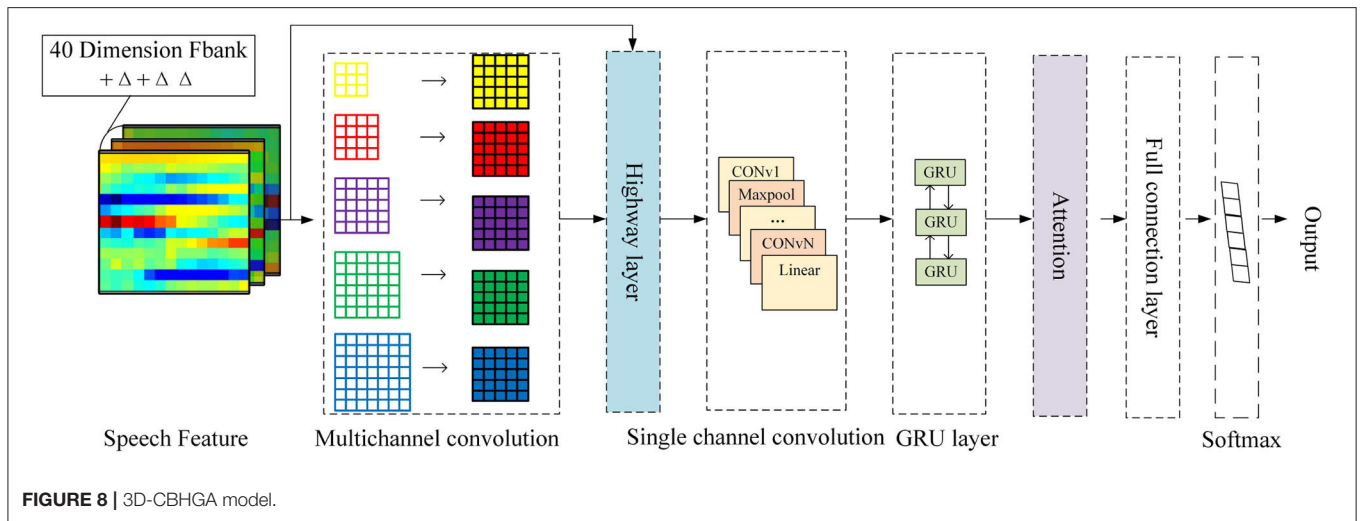 40 Dimension Fbank
+ Δ + Δ Δ
Speech Feature
Multichannel convolution
Highway layer
CONv1
Maxpool
...
CONvN
Linear
Single channel convolution
GRU
GRU
GRU
GRU layer
Attention
Full connection layer
Softmax
Output
FIGURE 8 | 3D-CBHGA model.